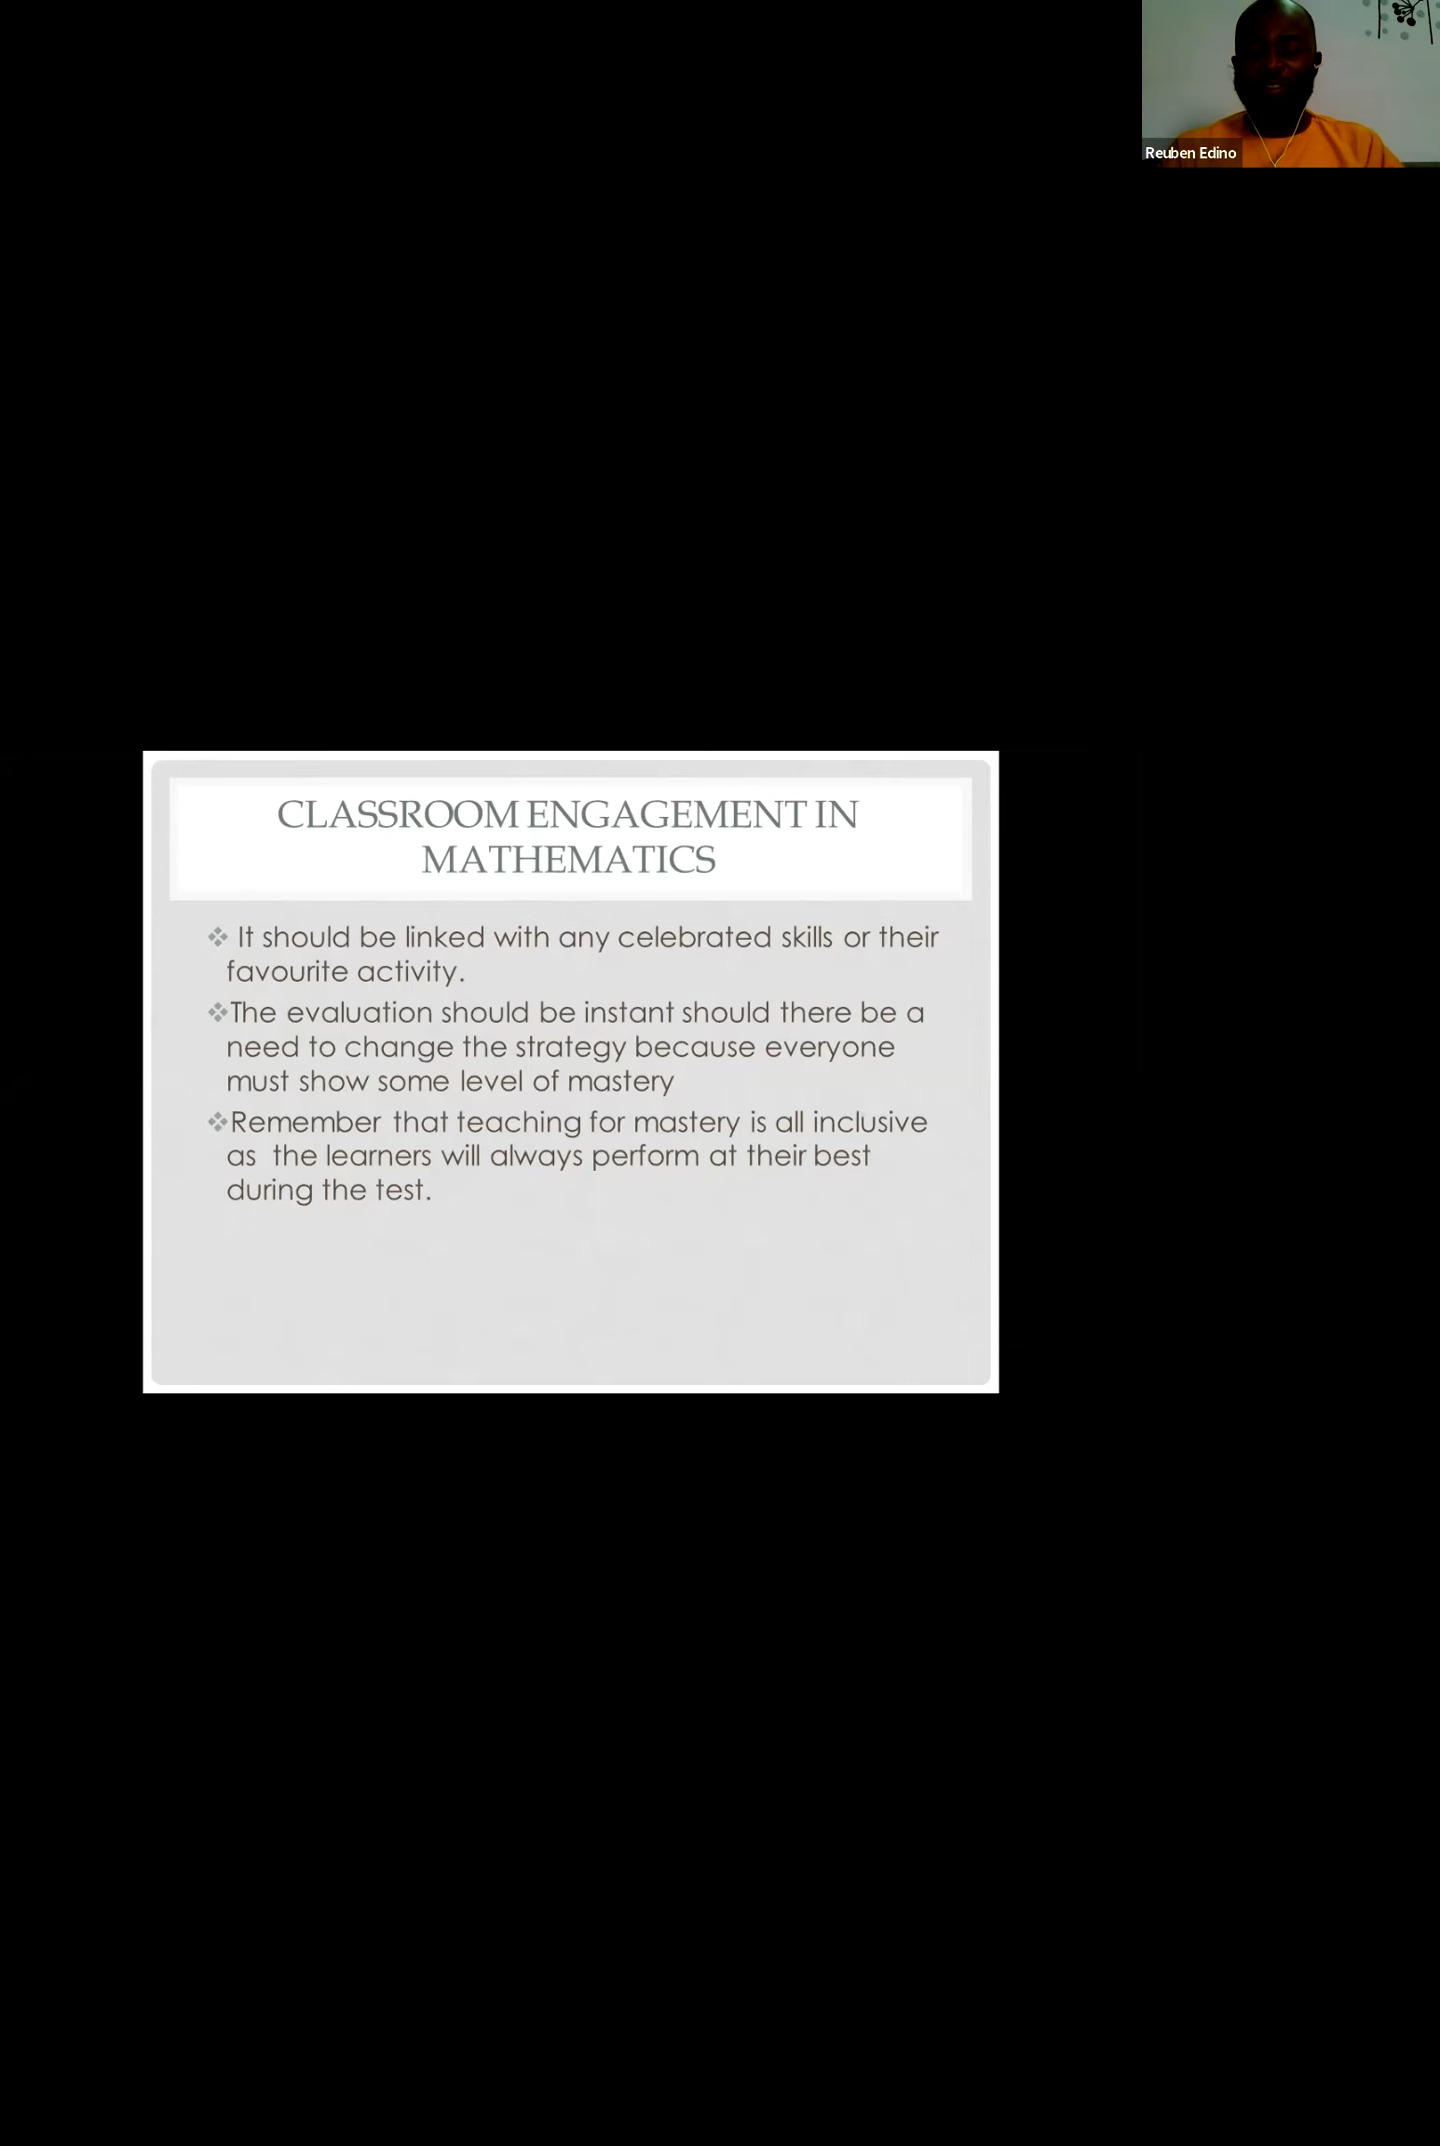 Reuben Edino
CLASSROOM ENGAGEMENT IN
MATHEMATICS
❖ It should be linked with any celebrated skills or their
favourite activity.
❖The evaluation should be instant should there be a
need to change the strategy because everyone
must show some level of mastery
❖Remember that teaching for mastery is all inclusive
as the learners will always perform at their best
during the test.